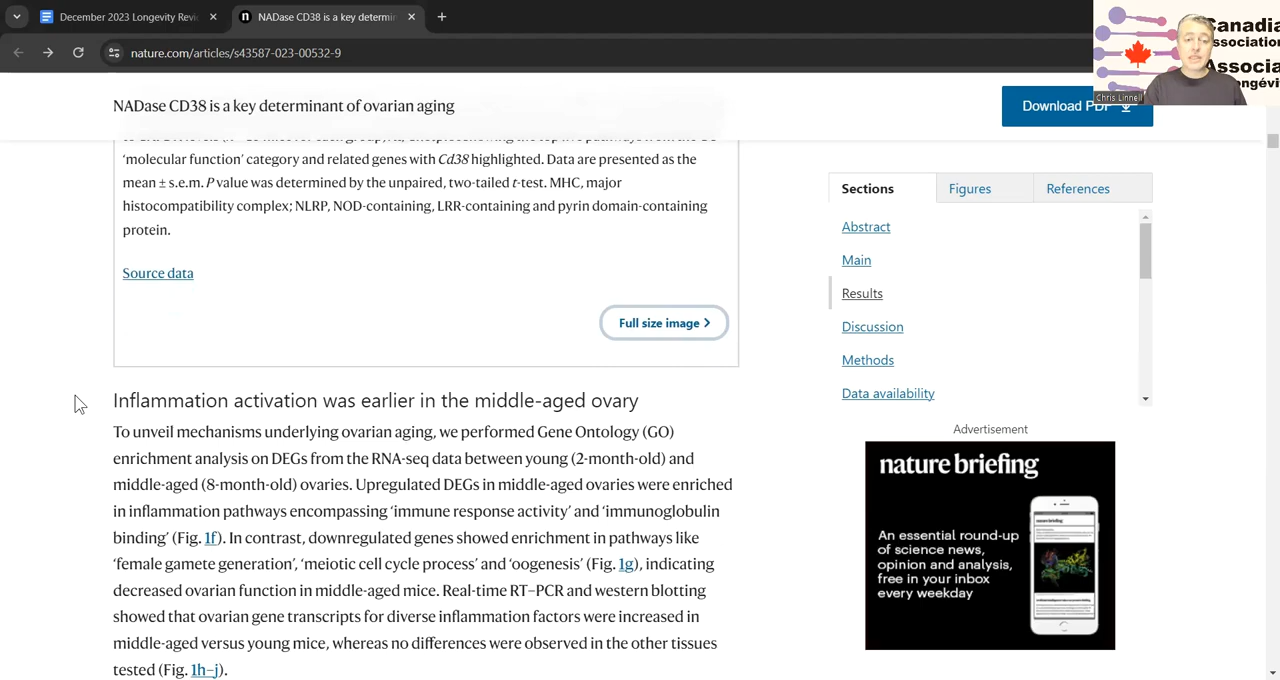 December 2023 Longevity Revi
NADase CD38 is a key determin
nature.com/articles/s43587-023-00532-9
Canadia
Association
Associa
Longévi
Chris Linnell
NADase CD38 is a key determinant of ovarian aging
Download PDF
'molecular function' category and related genes with Cd38 highlighted. Data are presented as the
mean ± s.e.m. P value was determined by the unpaired, two-tailed t-test. MHC, major
histocompatibility complex; NLRP, NOD-containing, LRR-containing and pyrin domain-containing
protein.
Source data
Full size image
Inflammation activation was earlier in the middle-aged ovary
To unveil mechanisms underlying ovarian aging, we performed Gene Ontology (GO)
enrichment analysis on DEGs from the RNA-seq data between young (2-month-old) and
middle-aged (8-month-old) ovaries. Upregulated DEGs in middle-aged ovaries were enriched
in inflammation pathways encompassing 'immune response activity' and 'immunoglobulin
binding' (Fig. 1f). In contrast, downregulated genes showed enrichment in pathways like
'female gamete generation', 'meiotic cell cycle process' and 'oogenesis' (Fig. 1g), indicating
decreased ovarian function in middle-aged mice. Real-time RT–PCR and western blotting
showed that ovarian gene transcription of diverse inflammation factors were increased in
middle-aged versus young mice, whereas no differences were observed in the other tissues
tested (Fig. 1h–j).
Sections
Figures
References
Abstract
Main
Results
Discussion
Methods
Data availability
Advertisement
nature briefing
An essential round-up
of science news,
opinion and analysis,
free in your inbox
every weekday